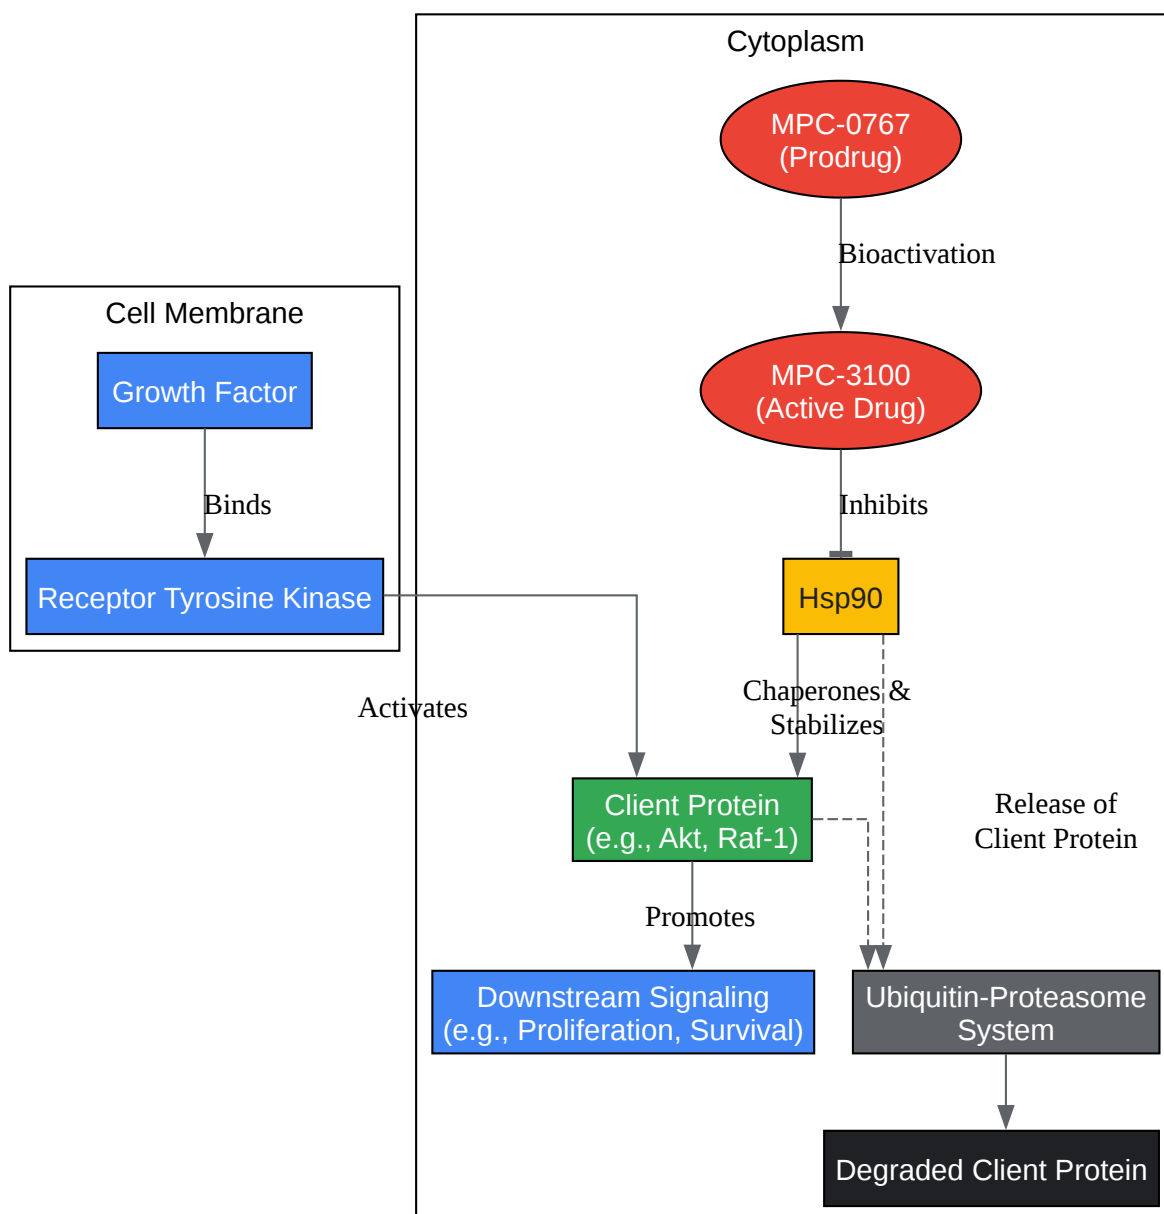 Cytoplasm
MPC-0767
(Prodrug)
Bioactivation
Cell Membrane
Growth Factor
MPC-3100
(Active Drug)
Binds
Inhibits
Receptor Tyrosine Kinase
Hsp90
Activates
Chaperones &
Stabilizes
Client Protein
(e.g., Akt, Raf-1)
Release of
Client Protein
Promotes
Downstream Signaling
(e.g., Proliferation, Survival)
Ubiquitin-Proteasome
System
Degraded Client Protein